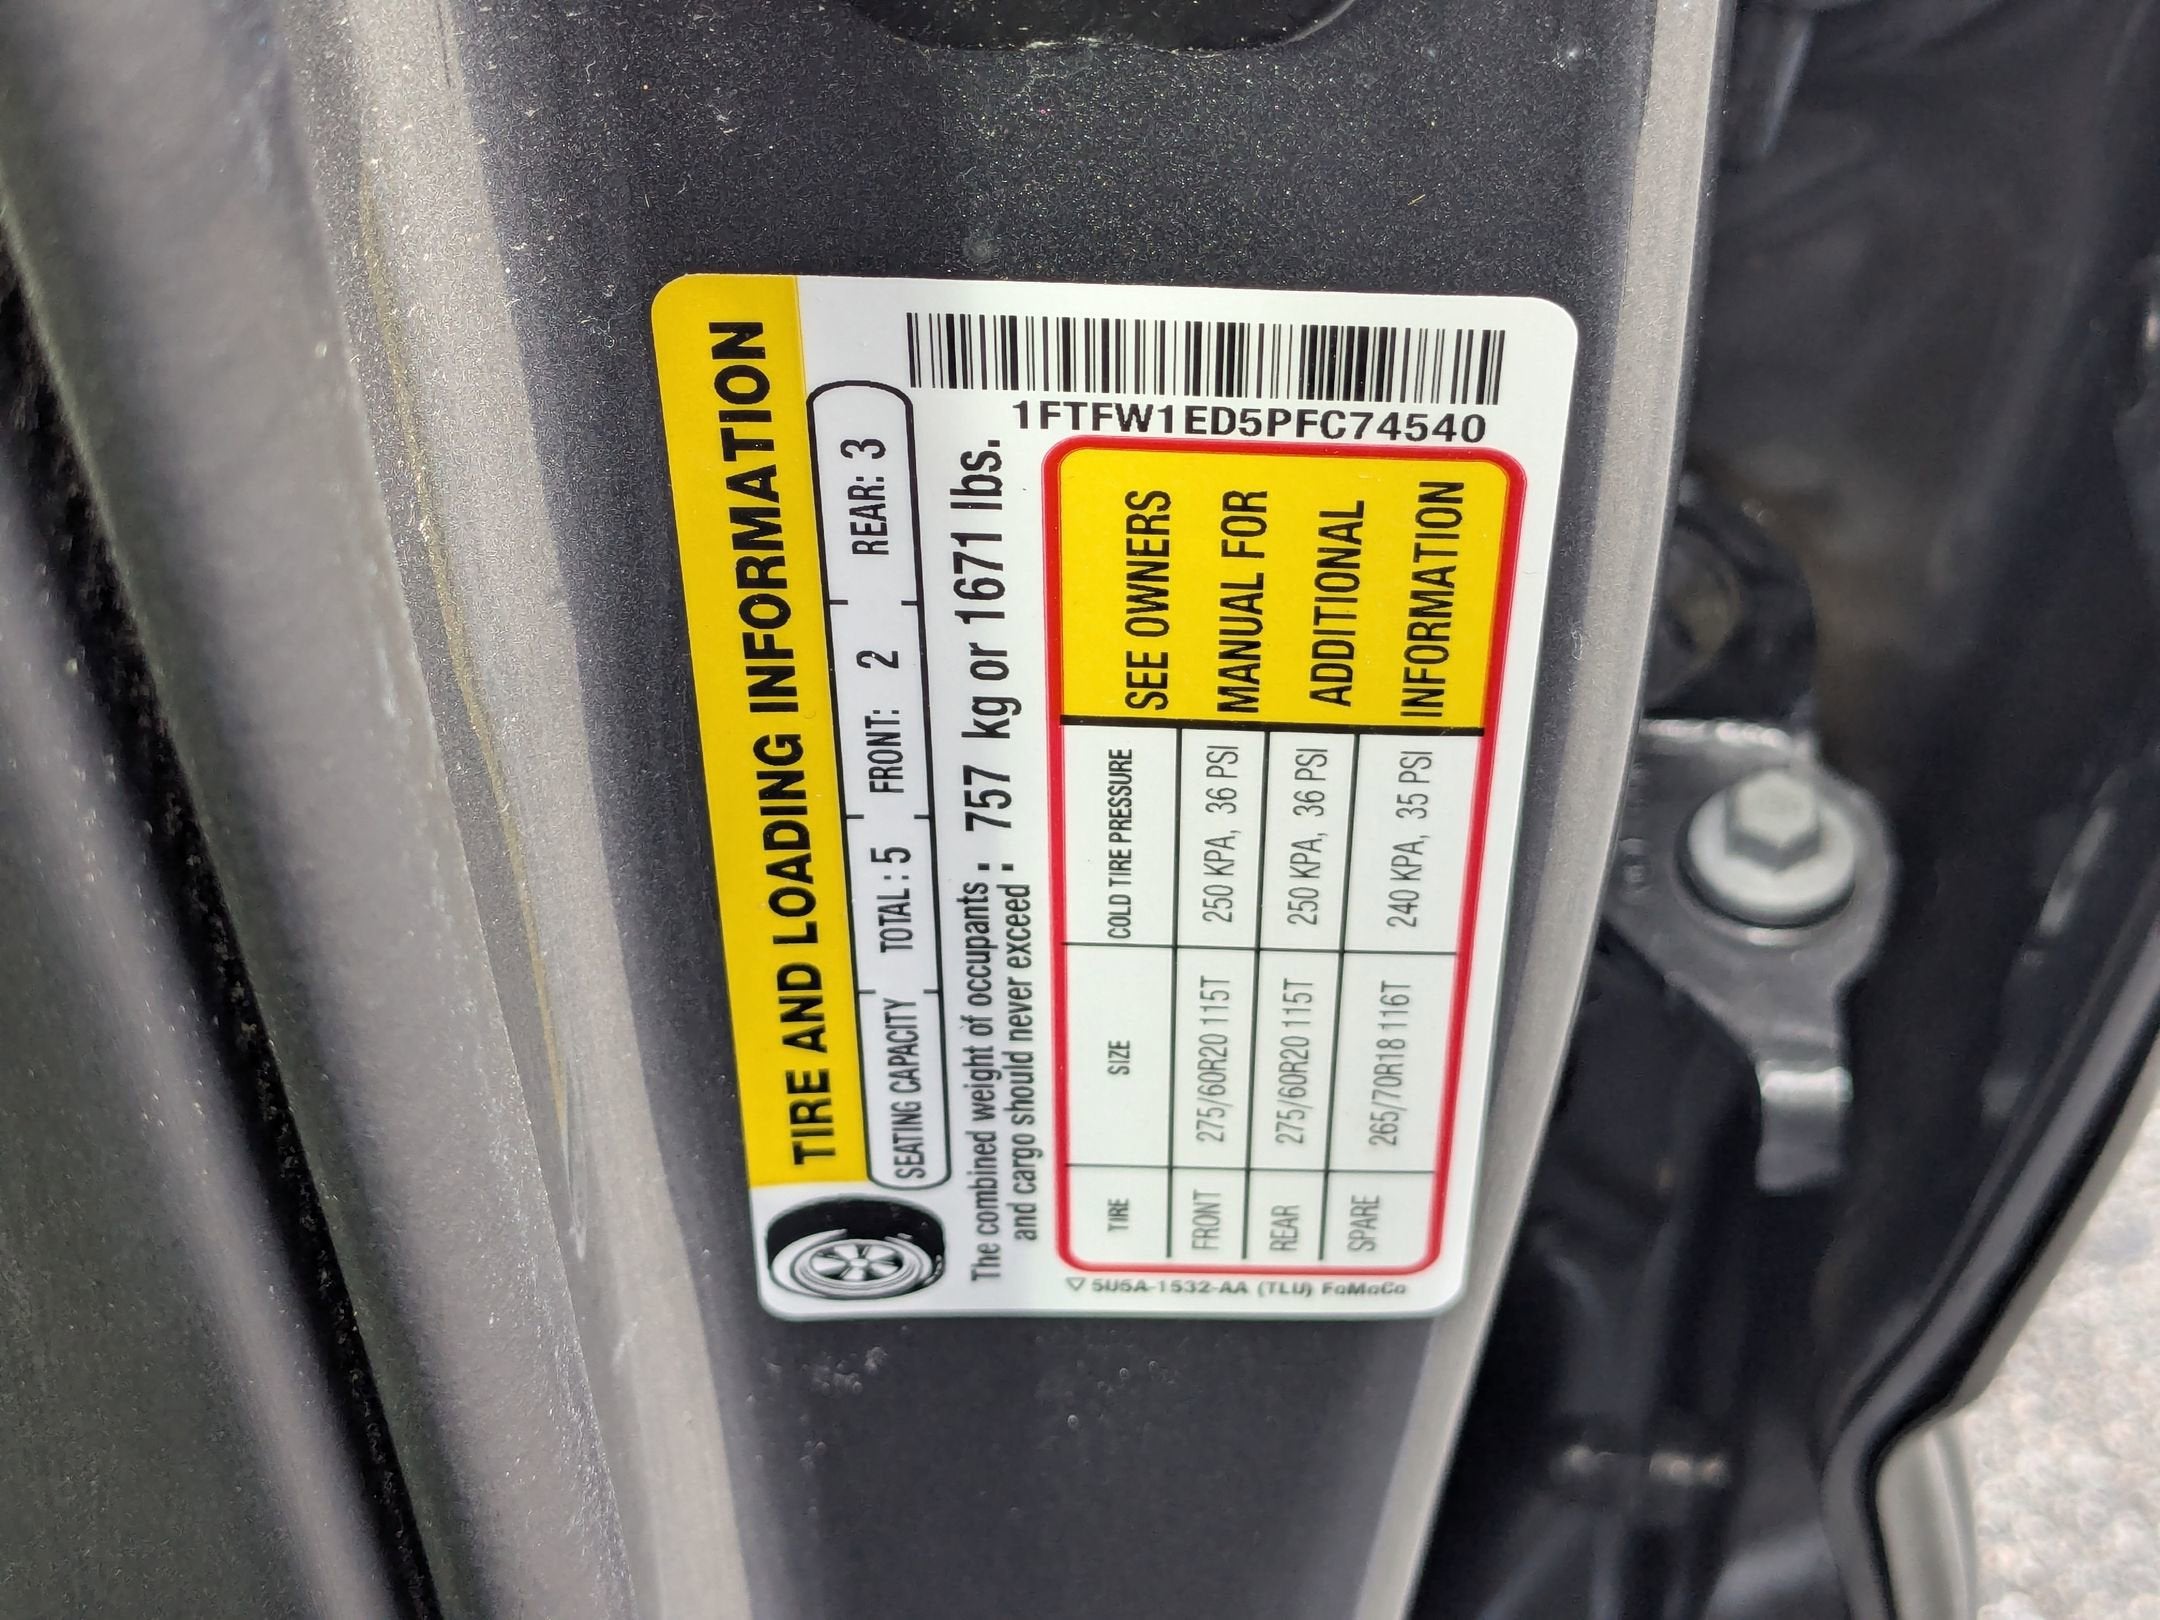 TIRE AND LOADING INFORMATION
SEATING CAPACITY TOTAL : 5 FRONT: 2 REAR: 3
The combined weight of occupants : 757 kg or 1671 lbs.
and cargo should never exceed :
1FTFW1ED5PFC74540
TIRE SIZE COLD TIRE PRESSURE
FRONT 275/60R20 115T 250 KPA, 36 PSI
REAR 275/60R20 115T 250 KPA, 36 PSI
SPARE 265/70R18 116T 240 KPA, 35 PSI
SEE OWNERS
MANUAL FOR
ADDITIONAL
INFORMATION
5U5A-1532-AA (TLU) FoMoCo